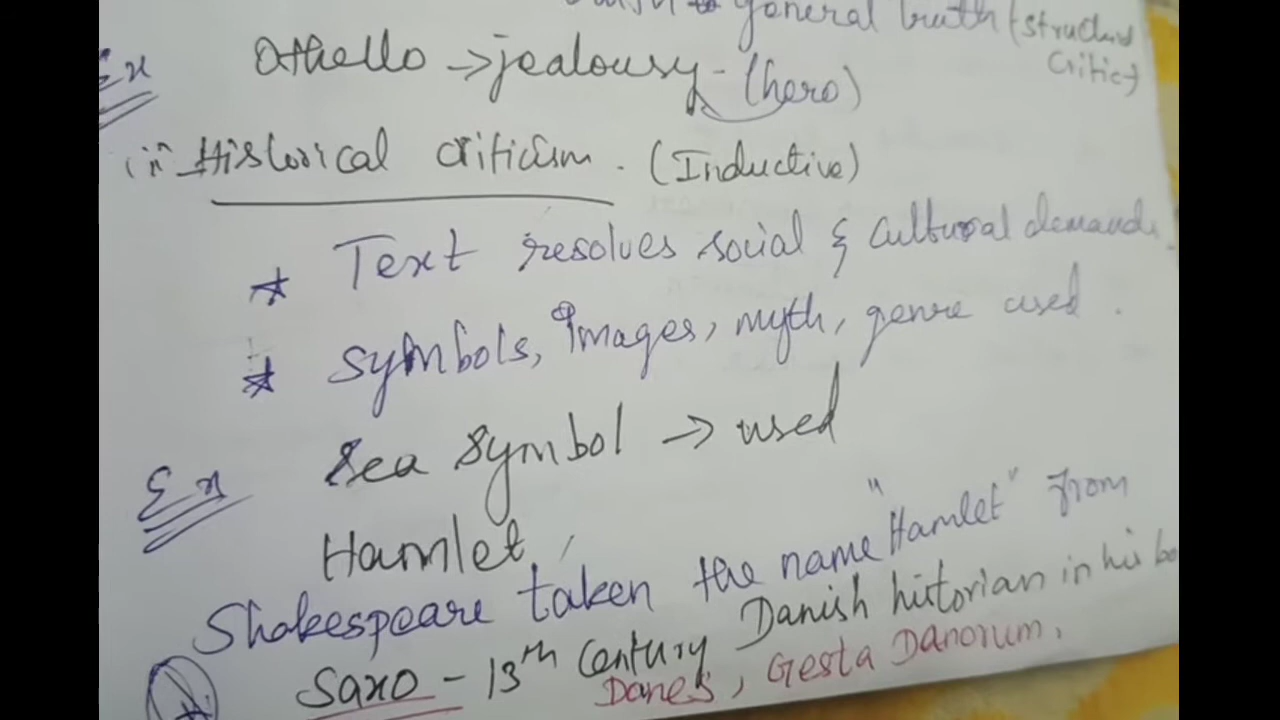 general truth (structural
critic)
Ex Othello → jealousy - (hero)
(ii) Historical criticism. (Inductive)
* Text resolves social & cultural demands.
* Symbols, Images, myth, genre used.
Sea Symbol → used
Ex
Hamlet,
Shakespeare taken the name "Hamlet" from
Saxo - 13th Century Danish historian in his
Danes, Gesta Danorum,